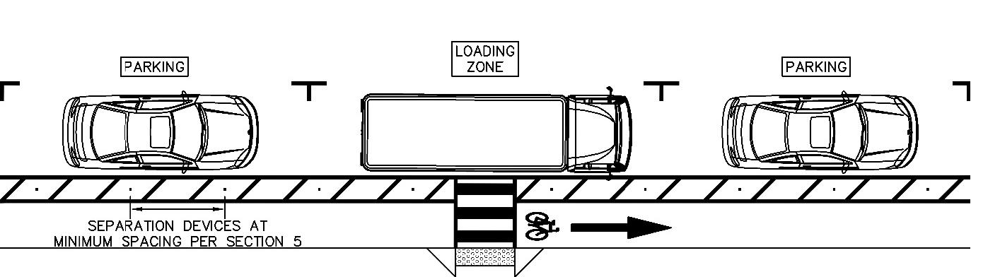 PARKING
LOADING
ZONE
PARKING
SEPARATION DEVICES AT
MINIMUM SPACING PER SECTION 5